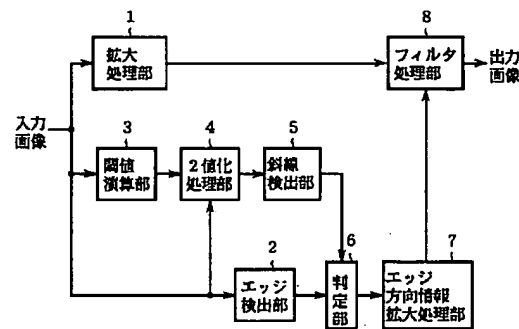 1
拡大
処理部
8
フィルタ
処理部
出力
画像
入力
画像
3
閾値
演算部
4
2値化
処理部
5
斜線
検出部
2
エッジ
検出部
6
判定部
7
エッジ
方向情報
拡大処理部